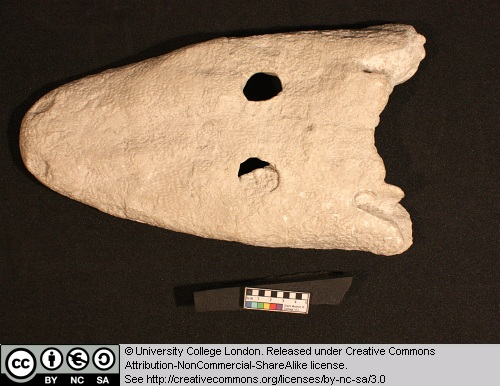 © University College London. Released under Creative Commons
Attribution-NonCommercial-ShareAlike license.
See http://creativecommons.org/licenses/by-nc-sa/3.0
cc
BY NC SA